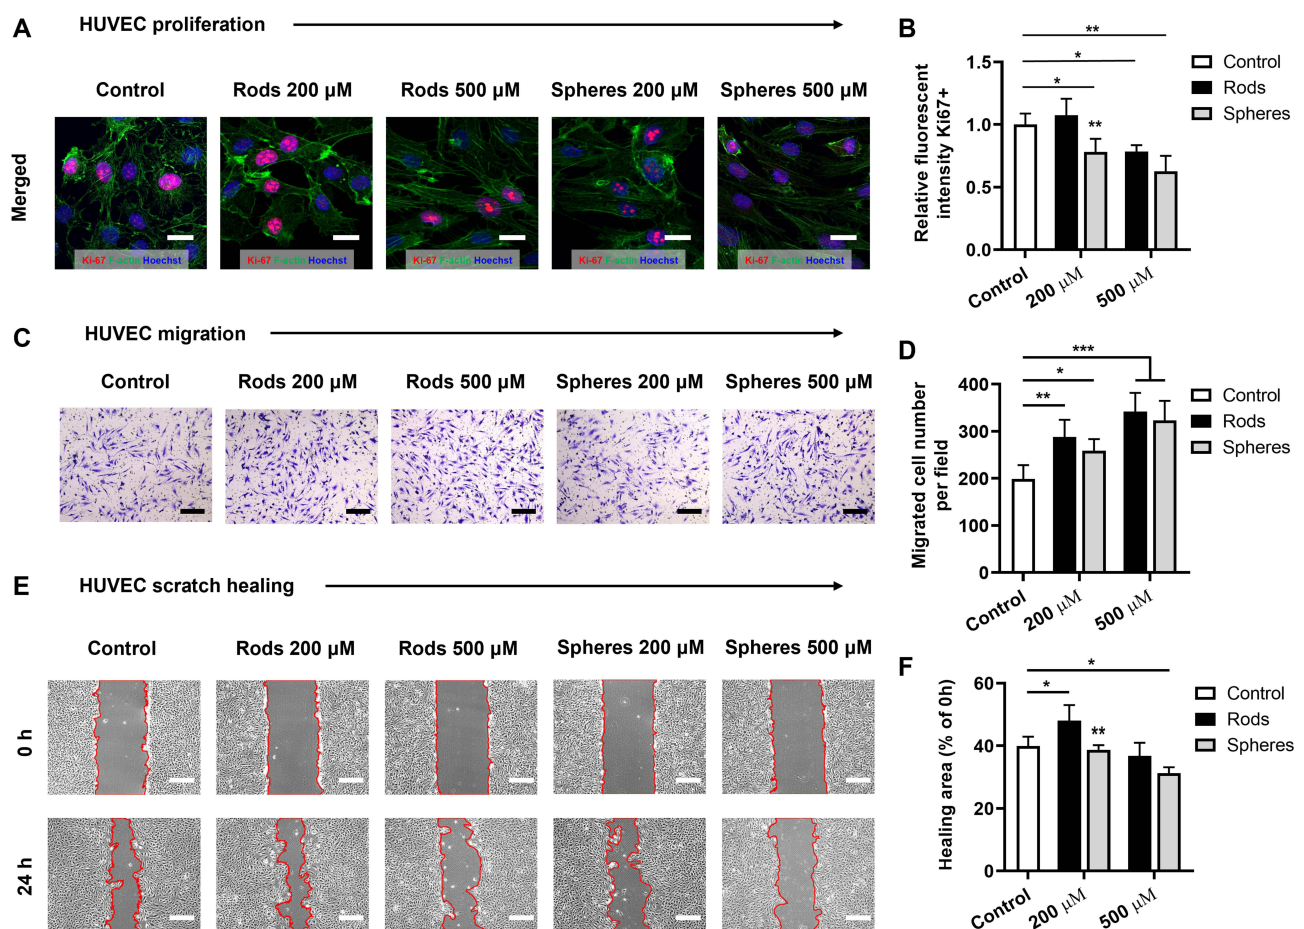 A HUVEC proliferation
Control Rods 200 μM Rods 500 μM Spheres 200 μM Spheres 500 μM
Merged
Ki-67 F-actin Hoechst Ki-67 F-actin Hoechst Ki-67 F-actin Hoechst Ki-67 F-actin Hoechst Ki-67 F-actin Hoechst
B
**
*
*
**
Relative fluorescent
intensity Ki67+
1.5
1.0
0.5
0.0
Control 200 μM 500 μM
Control
Rods
Spheres
C HUVEC migration
Control Rods 200 μM Rods 500 μM Spheres 200 μM Spheres 500 μM
D
***
*
**
Migrated cell number
per field
400
300
200
100
0
Control 200 μM 500 μM
Control
Rods
Spheres
E HUVEC scratch healing
Control Rods 200 μM Rods 500 μM Spheres 200 μM Spheres 500 μM
0 h
24 h
F
*
*
**
Healing area (% of 0h)
60
40
20
0
Control 200 μM 500 μM
Control
Rods
Spheres